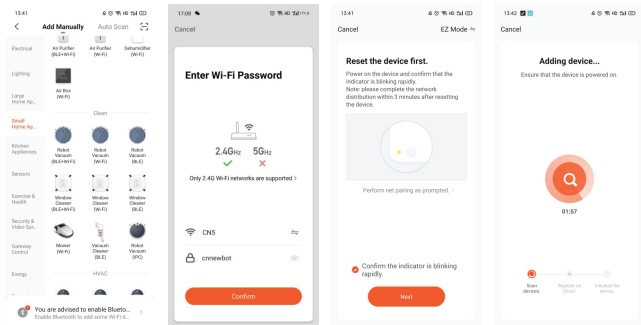 13:41
Add Manually
Auto Scan
Electrical
Lighting
Large
Home Ap...
Small
Home Ap...
Kitchen
Appliances
Sensors
Exercise &
Health
Security &
Video Sur...
Gateway
Control
Energy
Air Purifier
(BLE+Wi-Fi)
Air Purifier
(Wi-Fi)
Dehumidifier
(Wi-Fi)
Air Box
(Wi-Fi)
Clean
Robot
Vacuum
(BLE+Wi-Fi)
Robot
Vacuum
(Wi-Fi)
Robot
Vacuum
(BLE)
Window
Cleaner
(BLE+Wi-Fi)
Window
Cleaner
(Wi-Fi)
Window
Cleaner
(BLE)
Mower
(Wi-Fi)
Vacuum
Cleaner
(BLE)
Robot
Vacuum
(IPC)
HVAC
You are advised to enable Blueto...
Enable Bluetooth to add some Wi-Fi d...
17:08
Cancel
Enter Wi-Fi Password
2.4GHz 5GHz
Only 2.4G Wi-Fi networks are supported >
CN5
cnnewbot
Confirm
13:41
Cancel
EZ Mode
Reset the device first.
Power on the device and confirm that the
indicator is blinking rapidly.
Note: please complete the network
distribution within 3 minutes after resetting
the device.
Perform net pairing as prompted. >
Confirm the indicator is blinking
rapidly.
Next
13:42
Cancel
Adding device...
Ensure that the device is powered on.
01:57
Scan
devices.
Register on
Cloud.
Initialize the
device.